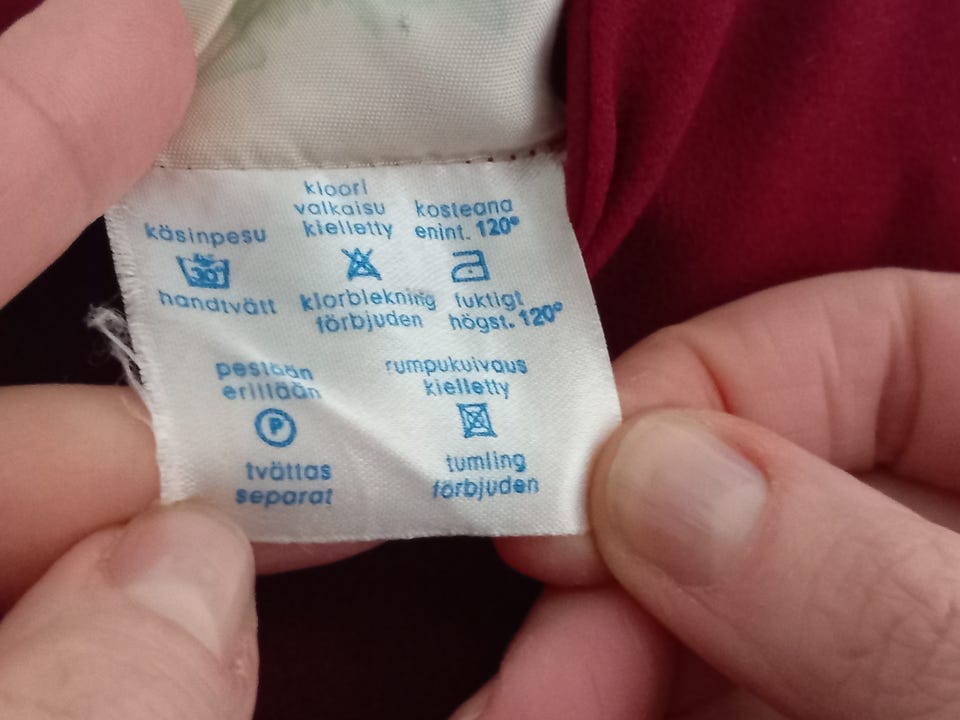 käsinpesu
30°
handtvätt
kloori
valkaisu
kielletty
Cl
klorblekning
förbjuden
kosteana
enint. 120°
fuktigt
högst. 120°
pestään
erillään
P
tvättas
separat
rumpukuivaus
kielletty
tumling
förbjuden